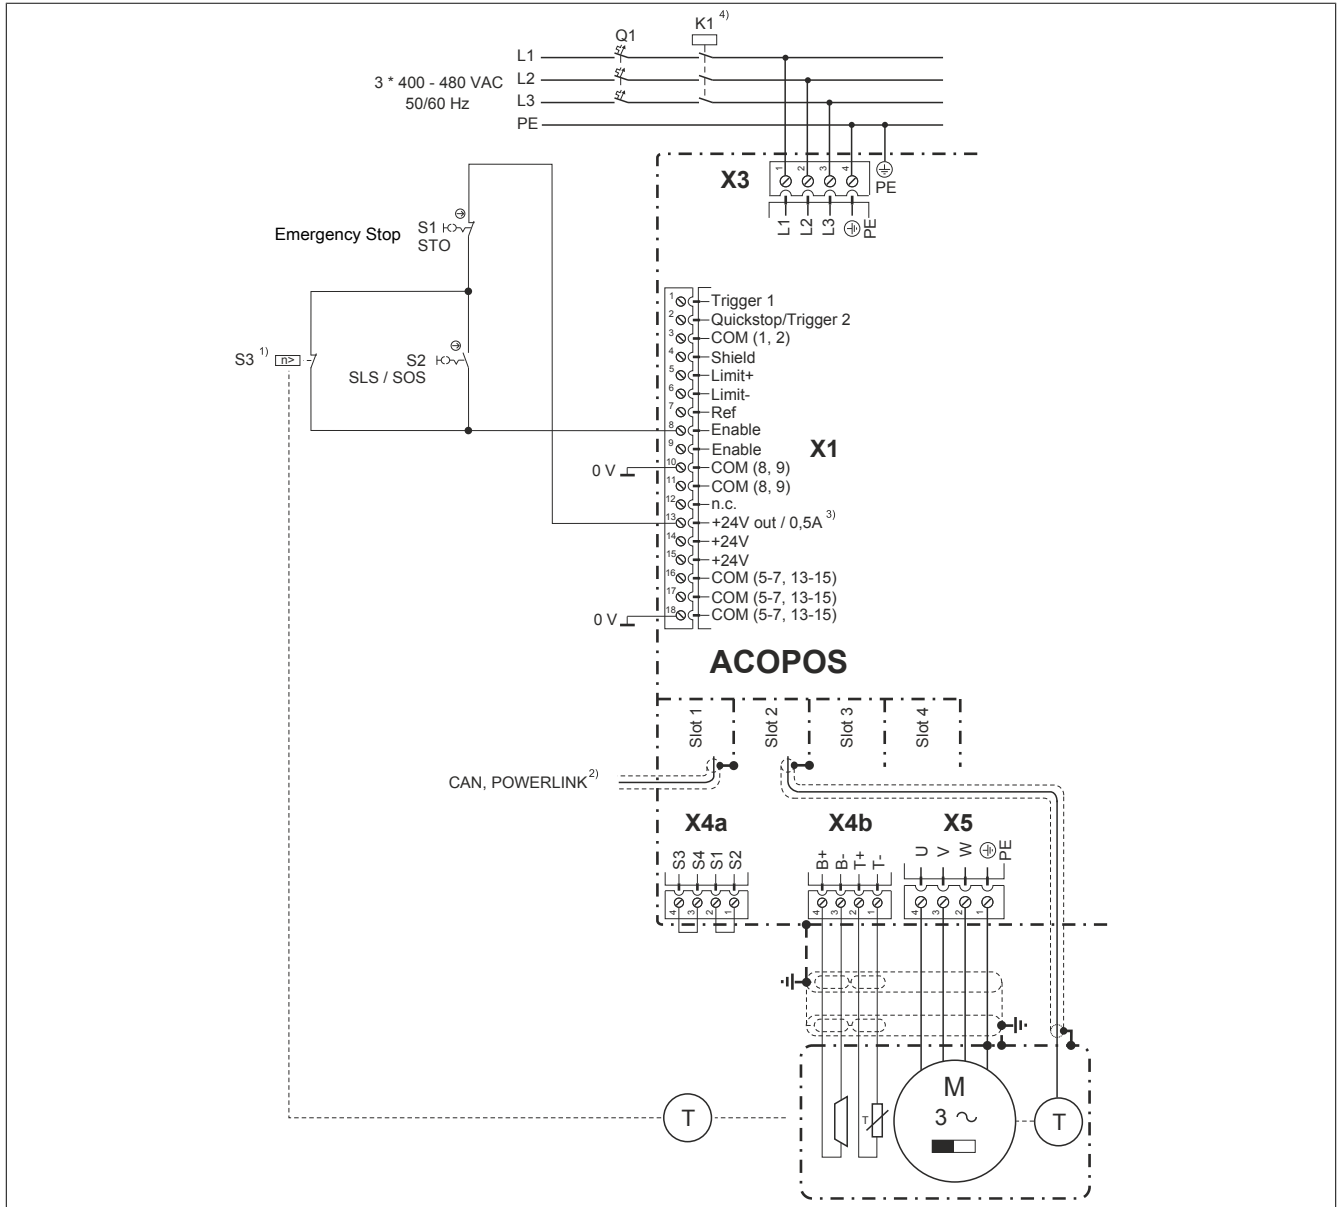 K1 4)
Q1
L1
3 * 400 - 480 VAC
50/60 Hz
L2
L3
PE
X3
1 2 3 4
PE
L1 L2 L3 PE
Emergency Stop
S1
STO
S3 1)
n>
S2
SLS / SOS
1 Trigger 1
2 Quickstop/Trigger 2
3 COM (1, 2)
4 Shield
5 Limit+
6 Limit-
7 Ref
8 Enable
9 Enable
X1
0 V
10 COM (8, 9)
11 COM (8, 9)
12 n.c.
13 +24V out / 0,5A 3)
14 +24V
15 +24V
16 COM (5-7, 13-15)
17 COM (5-7, 13-15)
0 V
18 COM (5-7, 13-15)
ACOPOS
Slot 1 Slot 2 Slot 3 Slot 4
CAN, POWERLINK 2)
X4a X4b X5
S3 S4 S1 S2
B+ B- T+ T-
U V W PE
4 3 2 1
4 3 2 1
4 3 2 1
M
3 ~
T
T
T